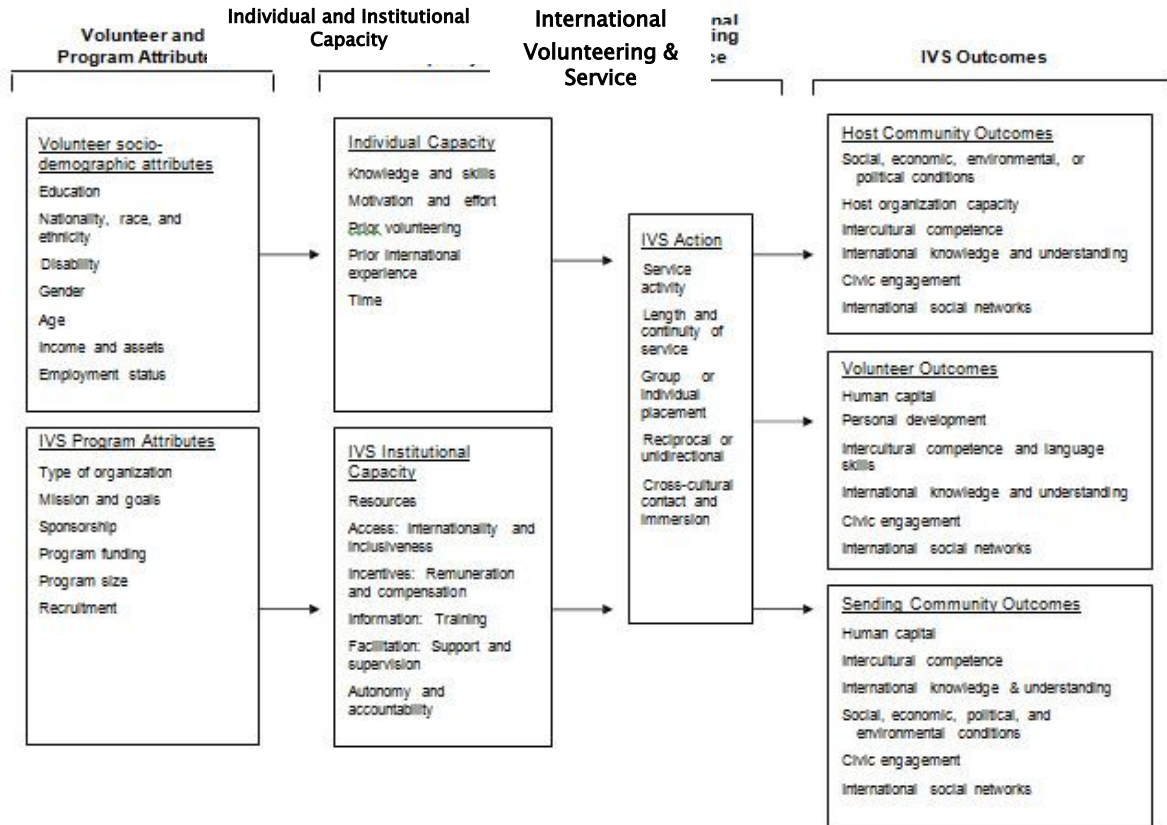 Volunteer and
Program Attribut
Individual and Institutional
Capacity
International
Volunteering &
Service
nal
ing
ce
IVS Outcomes
Volunteer socio-
demographic attributes
Education
Nationality, race, and
ethnicity
Disability
Gender
Age
Income and assets
Employment status
IVS Program Attributes
Type of organization
Mission and goals
Sponsorship
Program funding
Program size
Recruitment
Individual Capacity
Knowledge and skills
Motivation and effort
Prior volunteering
Prior international
experience
Time
IVS Institutional
Capacity
Resources
Access: Internationality and
inclusiveness
Incentives: Remuneration
and compensation
Information: Training
Facilitation: Support and
supervision
Autonomy and
accountability
IVS Action
Service
activity
Length and
continuity of
service
Group or
individual
placement
Reciprocal or
unidirectional
Cross-cultural
contact and
immersion
Host Community Outcomes
Social, economic, environmental, or
political conditions
Host organization capacity
Intercultural competence
International knowledge and understanding
Civic engagement
International social networks
Volunteer Outcomes
Human capital
Personal development
Intercultural competence and language
skills
International knowledge and understanding
Civic engagement
International social networks
Sending Community Outcomes
Human capital
Intercultural competence
International knowledge & understanding
Social, economic, political, and
environmental conditions
Civic engagement
International social networks